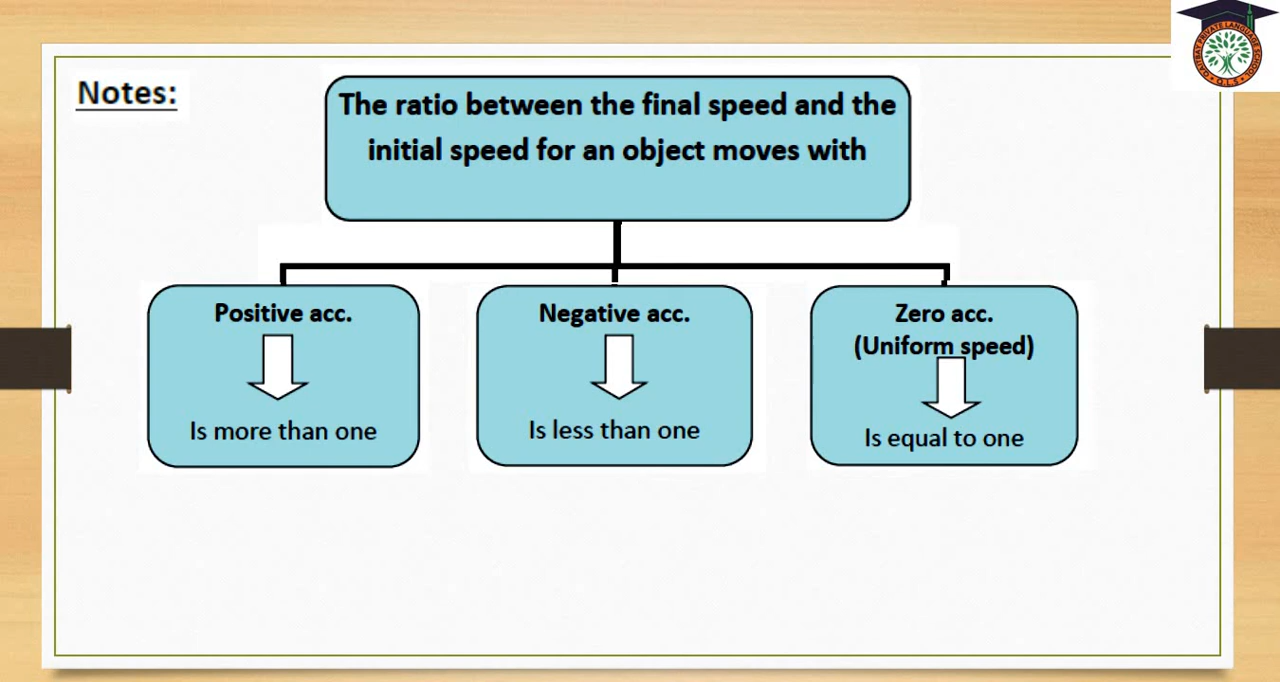 Notes:
The ratio between the final speed and the
initial speed for an object moves with
Positive acc.
Is more than one
Negative acc.
Is less than one
Zero acc.
(Uniform speed)
Is equal to one